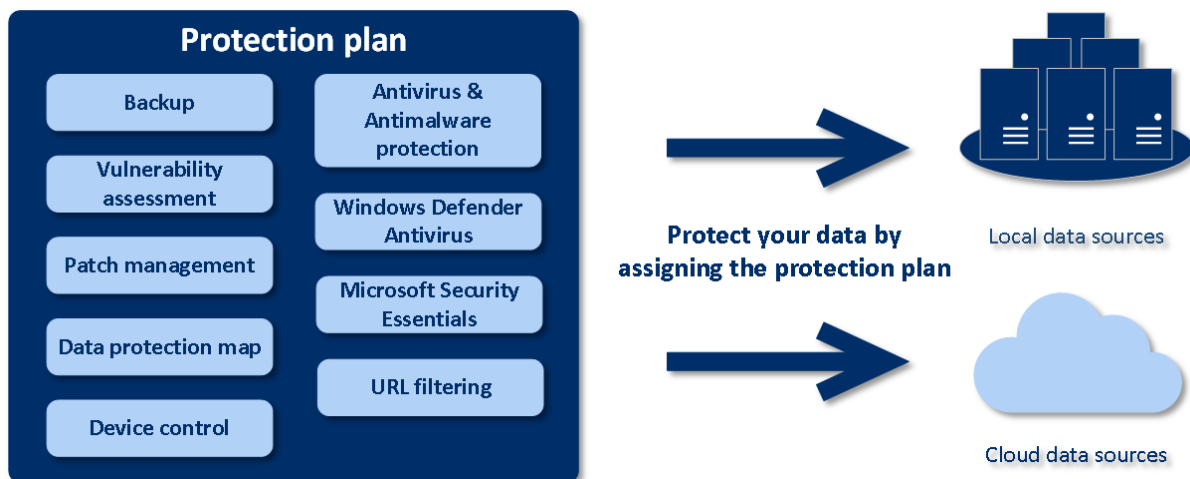 Protection plan
Backup
Vulnerability
assessment
Patch management
Data protection map
Device control
Antivirus &
Antimalware
protection
Windows Defender
Antivirus
Microsoft Security
Essentials
URL filtering
Protect your data by
assigning the protection plan
Local data sources
Cloud data sources